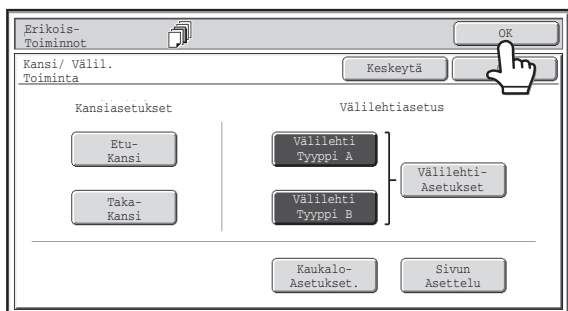 Erikois-
Toiminnot
OK
Kansi/ Välil.
Toiminta
Keskeytä
Kansiasetukset
Välilehtiasetus
Etu-
Kansi
Välilehti
Tyyppi A
Välilehti-
Asetukset
Taka-
Kansi
Välilehti
Tyyppi B
Kaukalo-
Asetukset.
Sivun
Asettelu